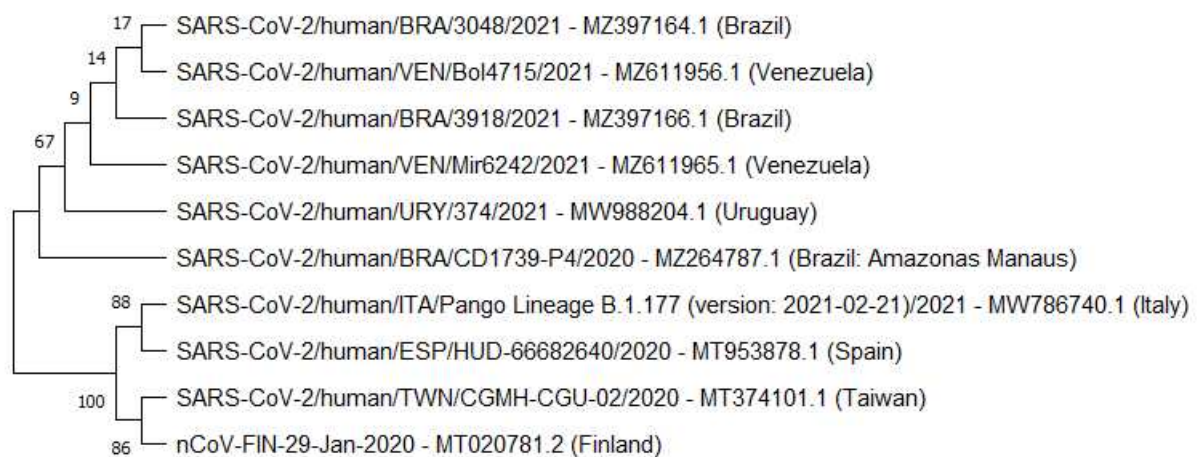 17 SARS-CoV-2/human/BRA/3048/2021 - MZ397164.1 (Brazil)
14 SARS-CoV-2/human/VEN/Bol4715/2021 - MZ611956.1 (Venezuela)
9 SARS-CoV-2/human/BRA/3918/2021 - MZ397166.1 (Brazil)
67 SARS-CoV-2/human/VEN/Mir6242/2021 - MZ611965.1 (Venezuela)
SARS-CoV-2/human/URY/374/2021 - MW988204.1 (Uruguay)
SARS-CoV-2/human/BRA/CD1739-P4/2020 - MZ264787.1 (Brazil: Amazonas Manaus)
88 SARS-CoV-2/human/ITA/Pango Lineage B.1.177 (version: 2021-02-21)/2021 - MW786740.1 (Italy)
SARS-CoV-2/human/ESP/HUD-66682640/2020 - MT953878.1 (Spain)
100 SARS-CoV-2/human/TWN/CGMH-CGU-02/2020 - MT374101.1 (Taiwan)
86 nCoV-FIN-29-Jan-2020 - MT020781.2 (Finland)